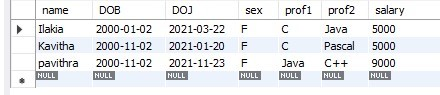 name DOB DOJ sex prof1 prof2 salary
Ilakia 2000-01-02 2021-03-22 F C Java 5000
Kavitha 2000-11-02 2021-01-20 F C Pascal 5000
pavithra 2000-11-02 2021-11-23 F Java C++ 9000
NULL NULL NULL NULL NULL NULL NULL